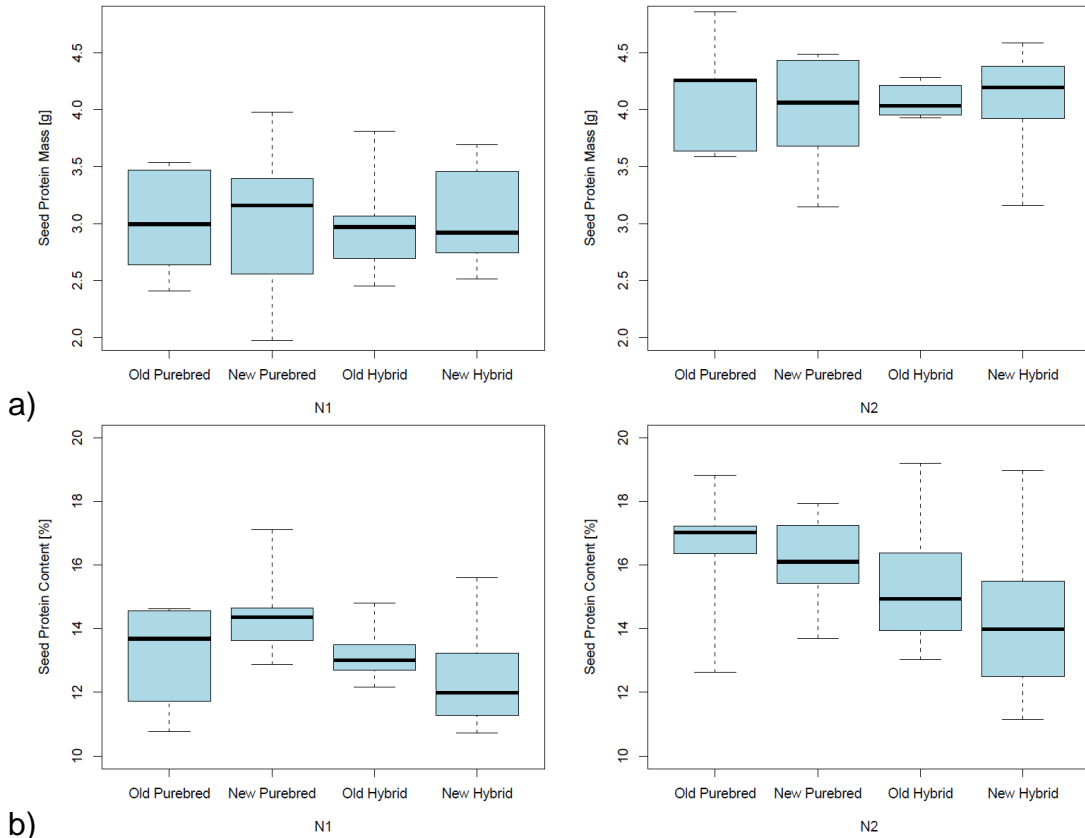 Seed Protein Mass [g]
4.5
4.0
3.5
3.0
2.5
2.0
Old Purebred New Purebred Old Hybrid New Hybrid
N1
Seed Protein Mass [g]
4.5
4.0
3.5
3.0
2.5
2.0
Old Purebred New Purebred Old Hybrid New Hybrid
N2
a)
Seed Protein Content [%]
20
18
16
14
12
10
Old Purebred New Purebred Old Hybrid New Hybrid
N1
Seed Protein Content [%]
20
18
16
14
12
10
Old Purebred New Purebred Old Hybrid New Hybrid
N2
b)